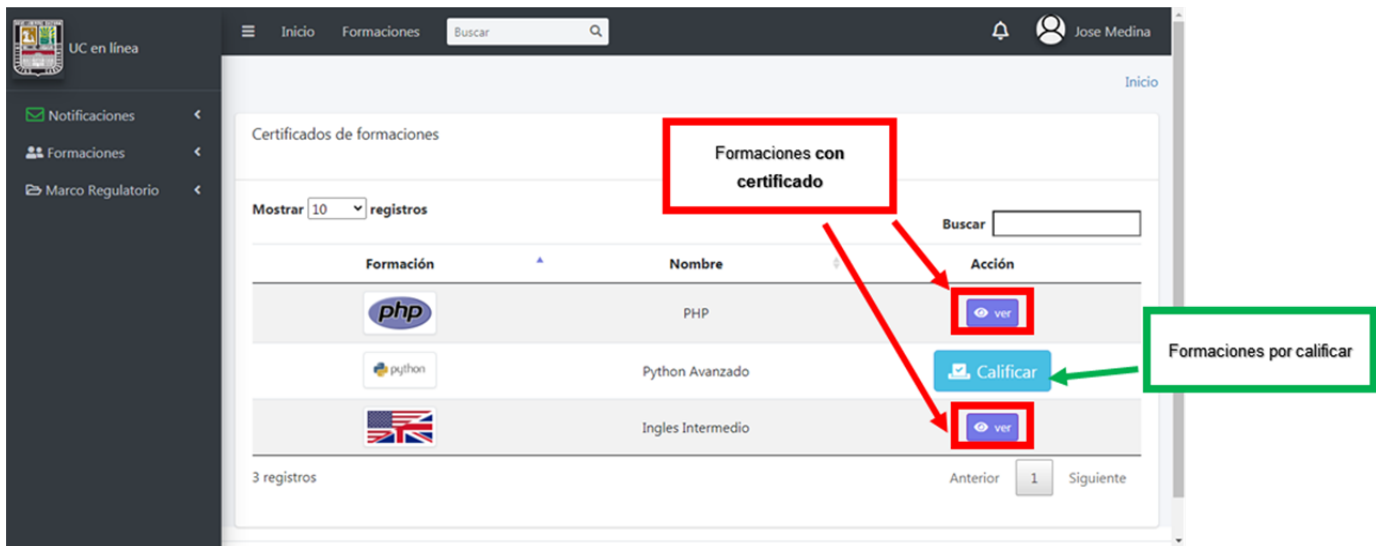 UC en línea
Inicio Formaciones Buscar Jose Medina
Inicio
Notificaciones
Formaciones
Marco Regulatorio
Certificados de formaciones
Formaciones con
certificado
Mostrar 10 registros
Buscar
Formación Nombre Acción
php PHP ver
python Python Avanzado Calificar
Ingles Intermedio ver
Formaciones por calificar
3 registros
Anterior 1 Siguiente